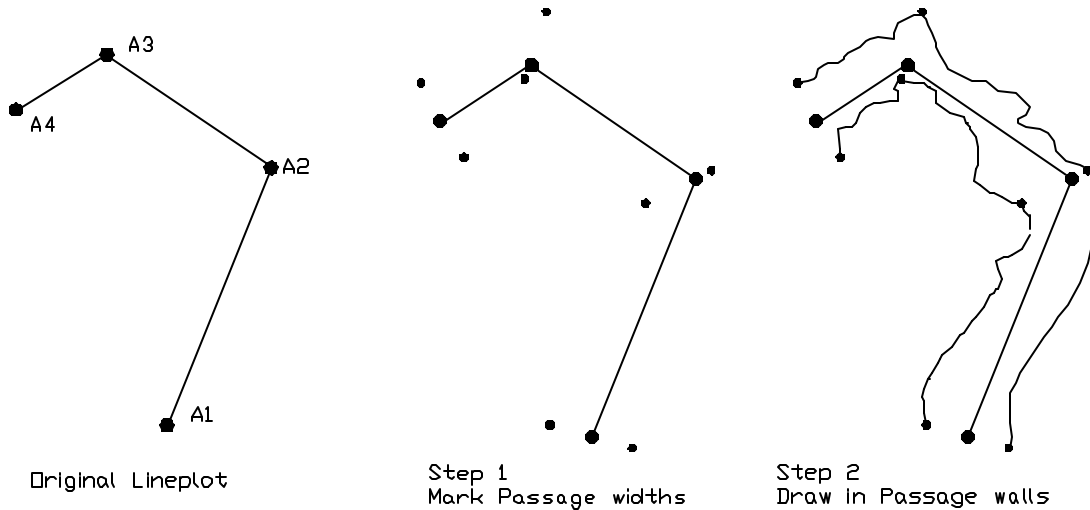 A3
A4
A2
A1
Original Lineplot
Step 1
Mark Passage widths
Step 2
Draw in Passage walls